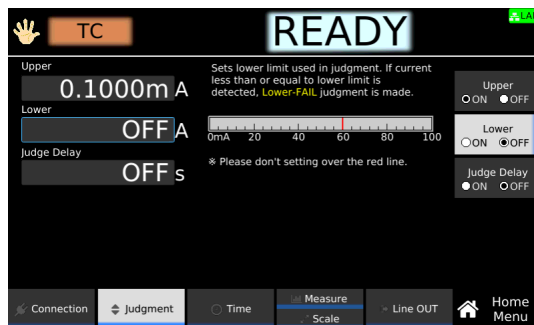 TC
READY
LA
Upper
0.1000m A
Lower
OFF A
Judge Delay
OFF s
Sets lower limit used in judgment. If current
less than or equal to lower limit is
detected, Lower-FAIL judgment is made.
0mA 20 40 60 80 100
※ Please don't setting over the red line.
Upper
ON OFF
Lower
ON OFF
Judge Delay
ON OFF
Connection
Judgment
Time
Measure
Scale
Line OUT
Home
Menu